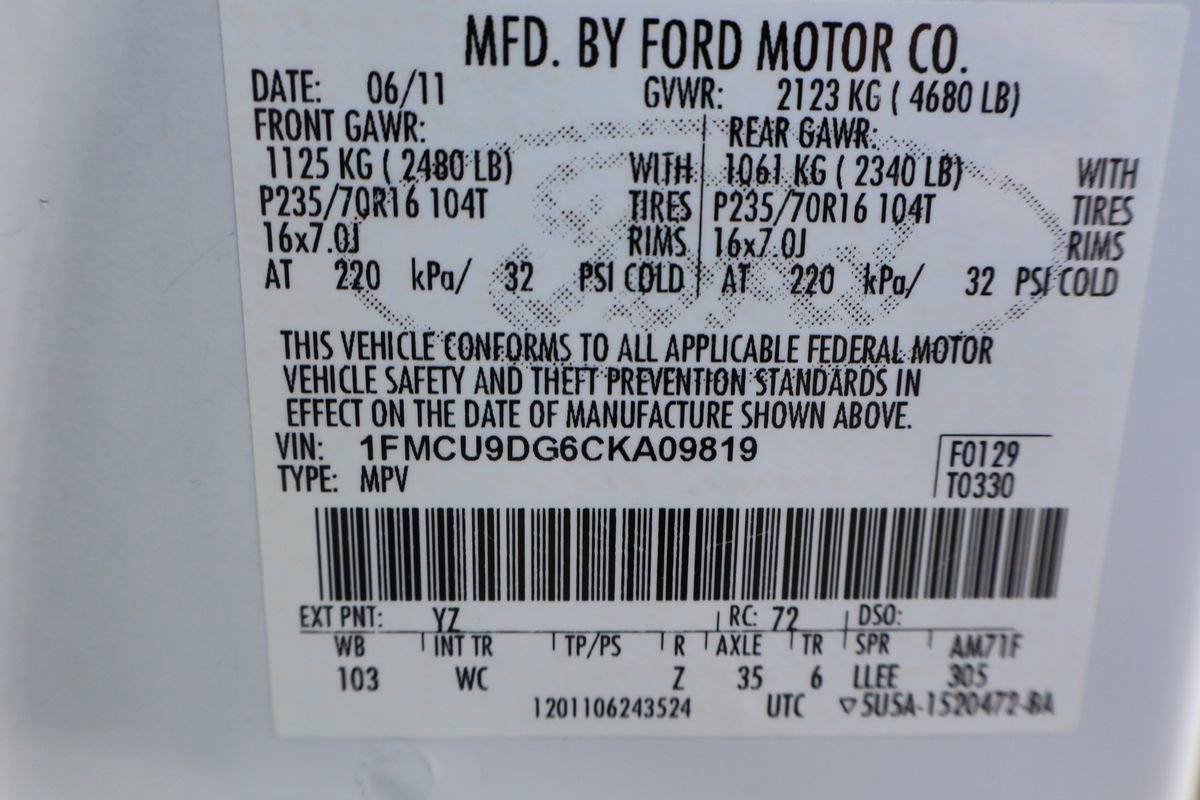 MFD. BY FORD MOTOR CO.
DATE: 06/11 GVWR: 2123 KG ( 4680 LB)
FRONT GAWR: REAR GAWR:
1125 KG ( 2480 LB) WITH 1061 KG ( 2340 LB) WITH
P235/70R16 104T TIRES P235/70R16 104T TIRES
16x7.0J RIMS 16x7.0J RIMS
AT 220 kPa/ 32 PSI COLD AT 220 kPa/ 32 PSI COLD
THIS VEHICLE CONFORMS TO ALL APPLICABLE FEDERAL MOTOR
VEHICLE SAFETY AND THEFT PREVENTION STANDARDS IN
EFFECT ON THE DATE OF MANUFACTURE SHOWN ABOVE.
VIN: 1FMCU9DG6CKA09819 F0129
TYPE: MPV T0330
EXT PNT: YZ RC: 72 DSO:
WB INT TR TP/PS R AXLE TR SPR AM71F
103 WC Z 35 6 LLEE 305
1201106243524 UTC ▽5U5A-1520472-BA